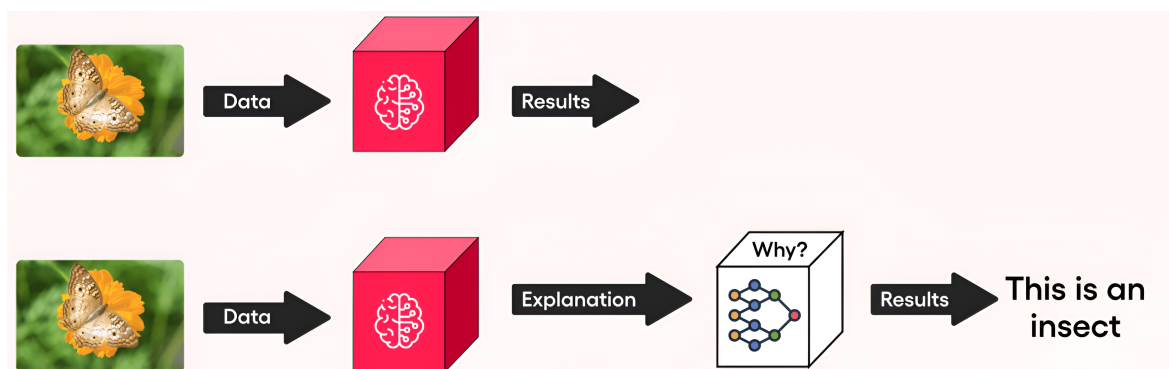 Data
Results
Data
Explanation
Why?
Results
This is an
insect